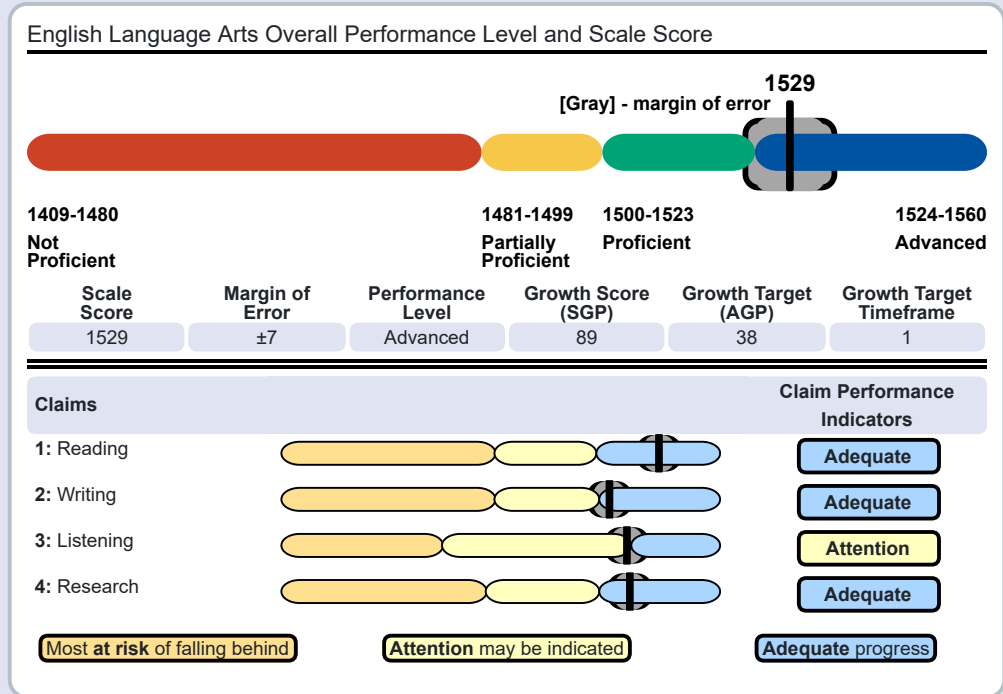 English Language Arts Overall Performance Level and Scale Score
1529
[Gray] - margin of error
1409-1480 1481-1499 1500-1523 1524-1560
Not Proficient Partially Proficient Proficient Advanced
Scale Score Margin of Error Performance Level Growth Score (SGP) Growth Target (AGP) Growth Target Timeframe
1529 ±7 Advanced 89 38 1
Claims Claim Performance Indicators
1: Reading Adequate
2: Writing Adequate
3: Listening Attention
4: Research Adequate
Most at risk of falling behind Attention may be indicated Adequate progress